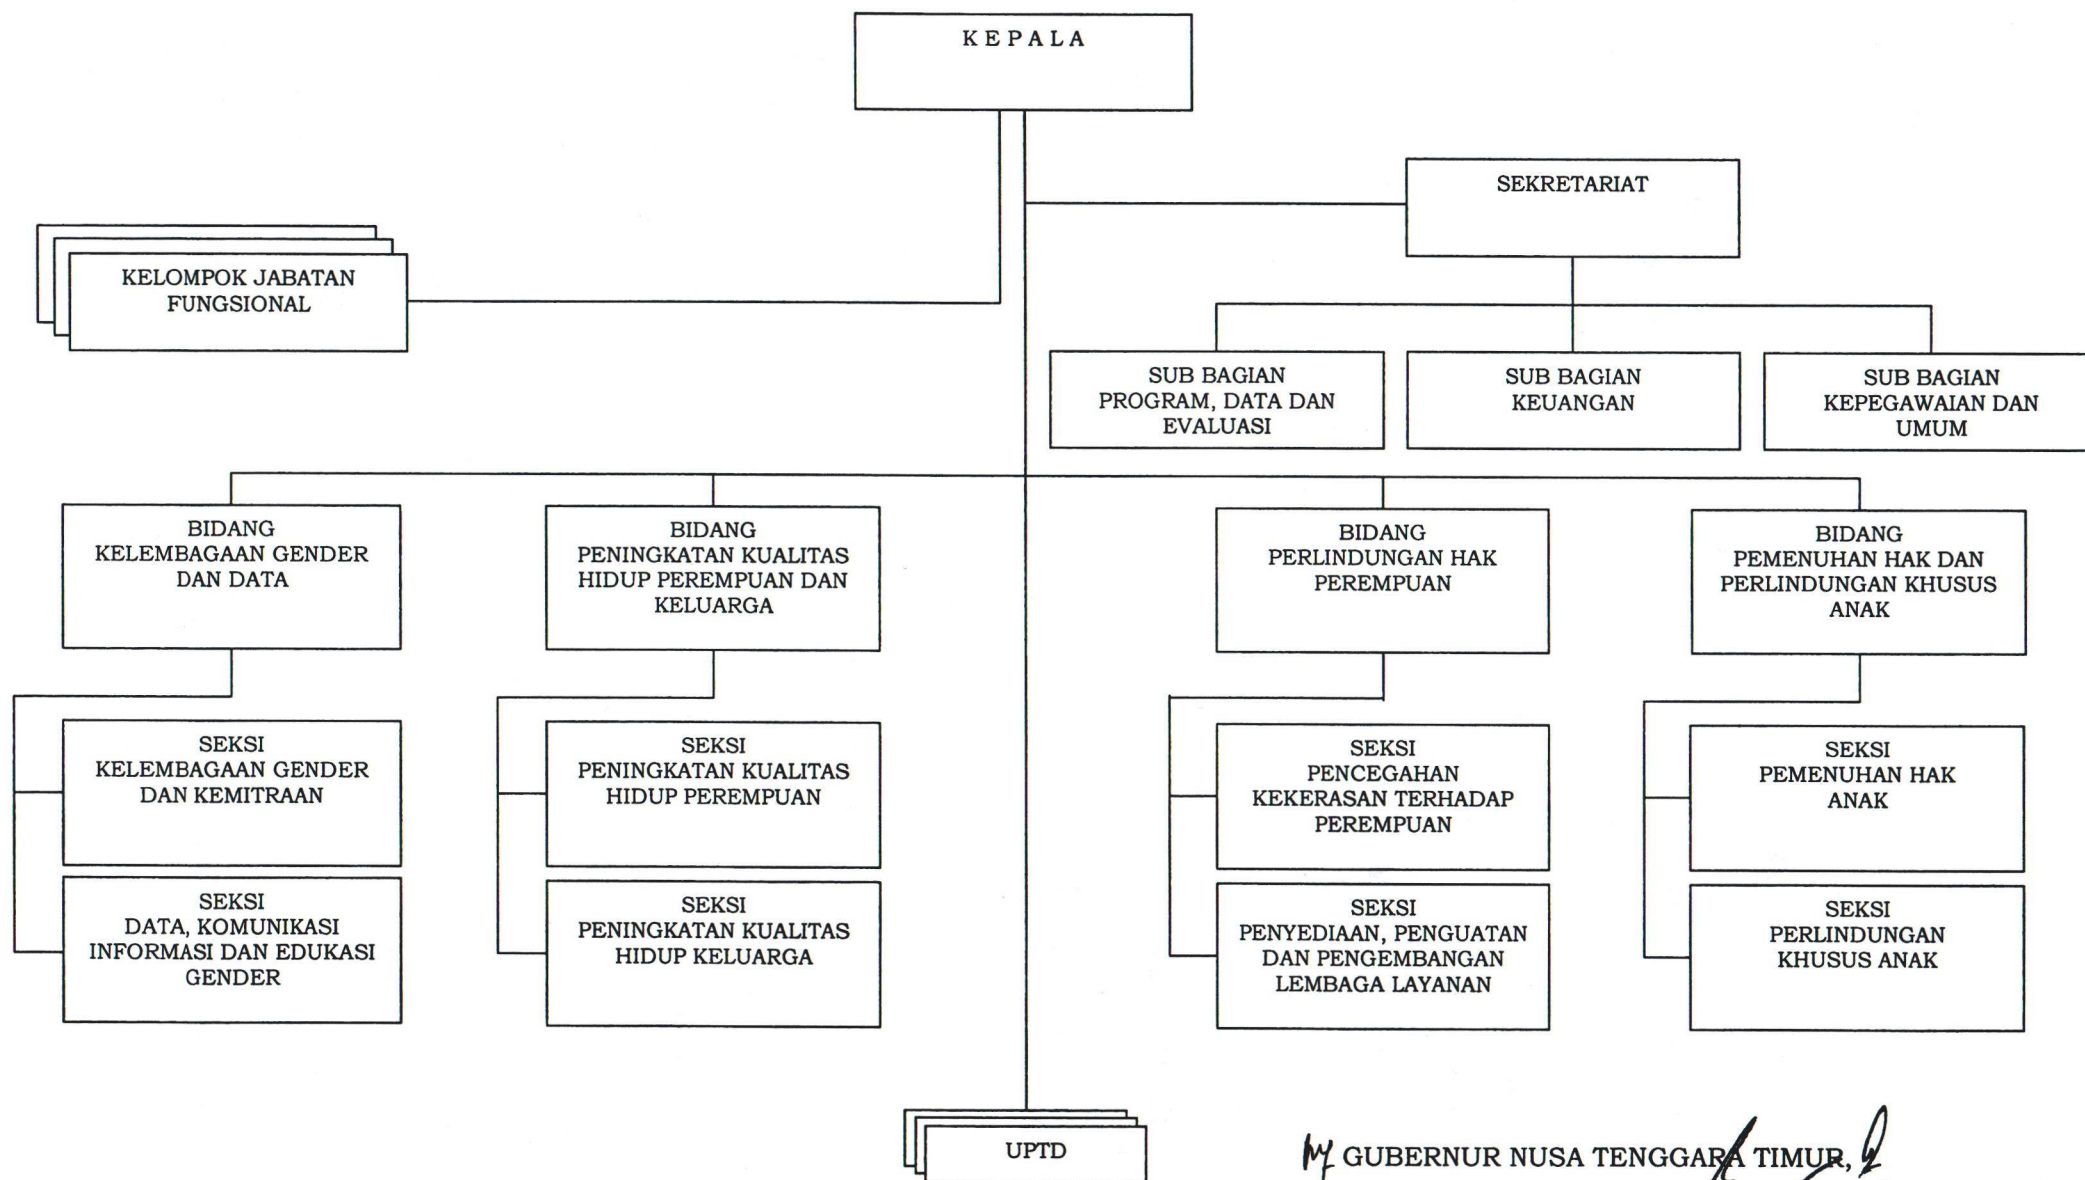 K E P A L A
SEKRETARIAT
KELOMPOK JABATAN
FUNGSIONAL
SUB BAGIAN
PROGRAM, DATA DAN
EVALUASI
SUB BAGIAN
KEUANGAN
SUB BAGIAN
KEPEGAWAIAN DAN
UMUM
BIDANG
KELEMBAGAAN GENDER
DAN DATA
BIDANG
PENINGKATAN KUALITAS
HIDUP PEREMPUAN DAN
KELUARGA
BIDANG
PERLINDUNGAN HAK
PEREMPUAN
BIDANG
PEMENUHAN HAK DAN
PERLINDUNGAN KHUSUS
ANAK
SEKSI
KELEMBAGAAN GENDER
DAN KEMITRAAN
SEKSI
PENINGKATAN KUALITAS
HIDUP PEREMPUAN
SEKSI
PENCEGAHAN
KEKERASAN TERHADAP
PEREMPUAN
SEKSI
PEMENUHAN HAK
ANAK
SEKSI
DATA, KOMUNIKASI
INFORMASI DAN EDUKASI
GENDER
SEKSI
PENINGKATAN KUALITAS
HIDUP KELUARGA
SEKSI
PENYEDIAAN, PENGUATAN
DAN PENGEMBANGAN
LEMBAGA LAYANAN
SEKSI
PERLINDUNGAN
KHUSUS ANAK
UPTD
GUBERNUR NUSA TENGGARA TIMUR,